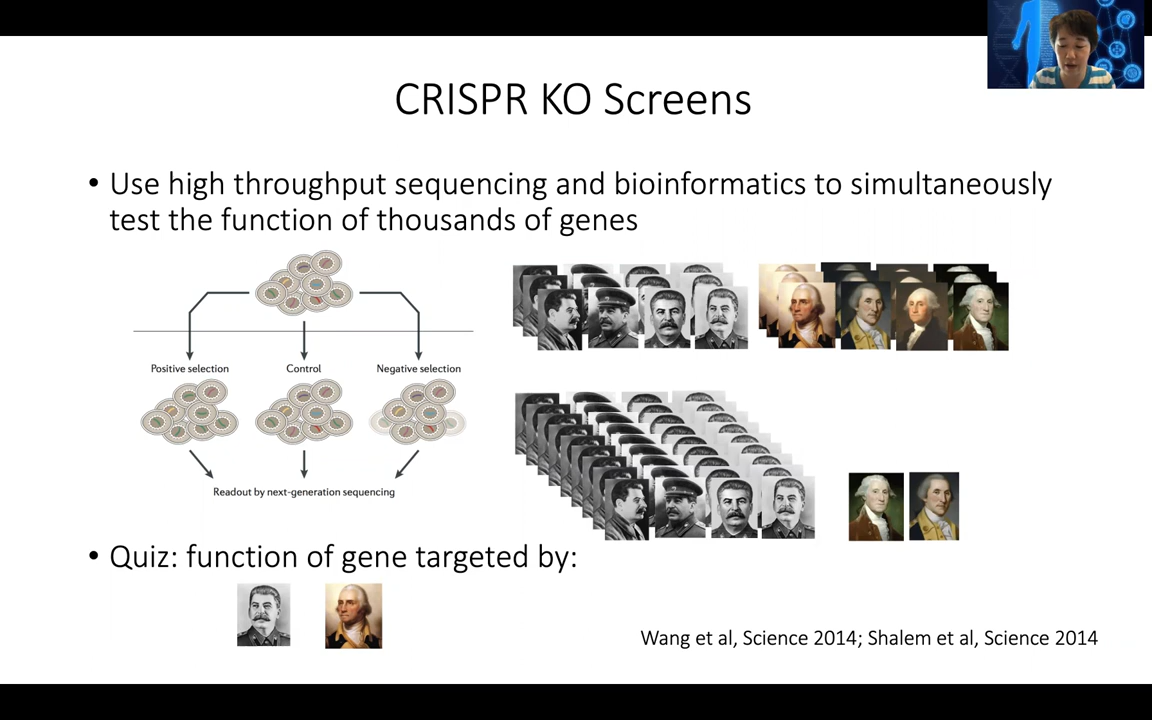 CRISPR KO Screens
• Use high throughput sequencing and bioinformatics to simultaneously
test the function of thousands of genes
Positive selection
Control
Negative selection
Readout by next-generation sequencing
• Quiz: function of gene targeted by:
Wang et al, Science 2014; Shalem et al, Science 2014